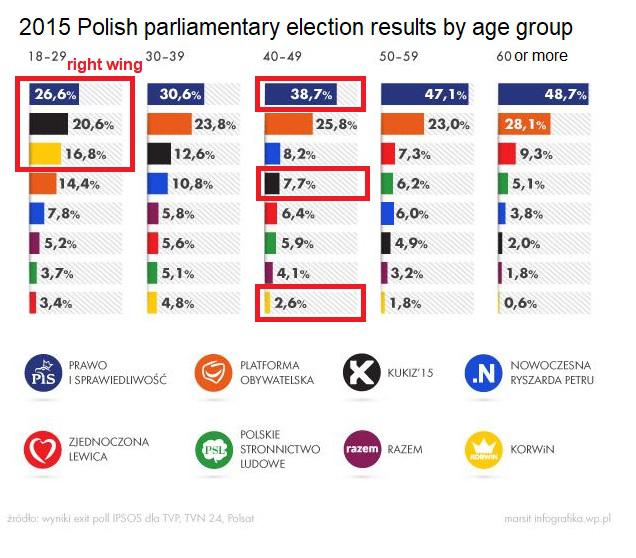 2015 Polish parliamentary election results by age group
18–29 right wing 30–39 40–49 50–59 60 or more
26,6% 30,6% 38,7% 47,1% 48,7%
20,6% 23,8% 25,8% 23,0% 28,1%
16,8% 12,6% 8,2% 7,3% 9,3%
14,4% 10,8% 7,7% 6,2% 5,1%
7,8% 5,8% 6,4% 6,0% 3,8%
5,2% 5,6% 5,9% 4,9% 2,0%
3,7% 5,1% 4,1% 3,2% 1,8%
3,4% 4,8% 2,6% 1,8% 0,6%
PiS PRAWO I SPRAWIEDLIWOŚĆ
PLATFORMA OBYWATELSKA
K KUKIZ'15
.N NOWOCZESNA RYSZARDA PETRU
ZJEDNOCZONA LEWICA
PSL POLSKIE STRONNICTWO LUDOWE
razem RAZEM
KORWiN KORWiN
źródło: wyniki exit poll IPSOS dla TVP, TVN 24, Polsat
marsit infografika.wp.pl